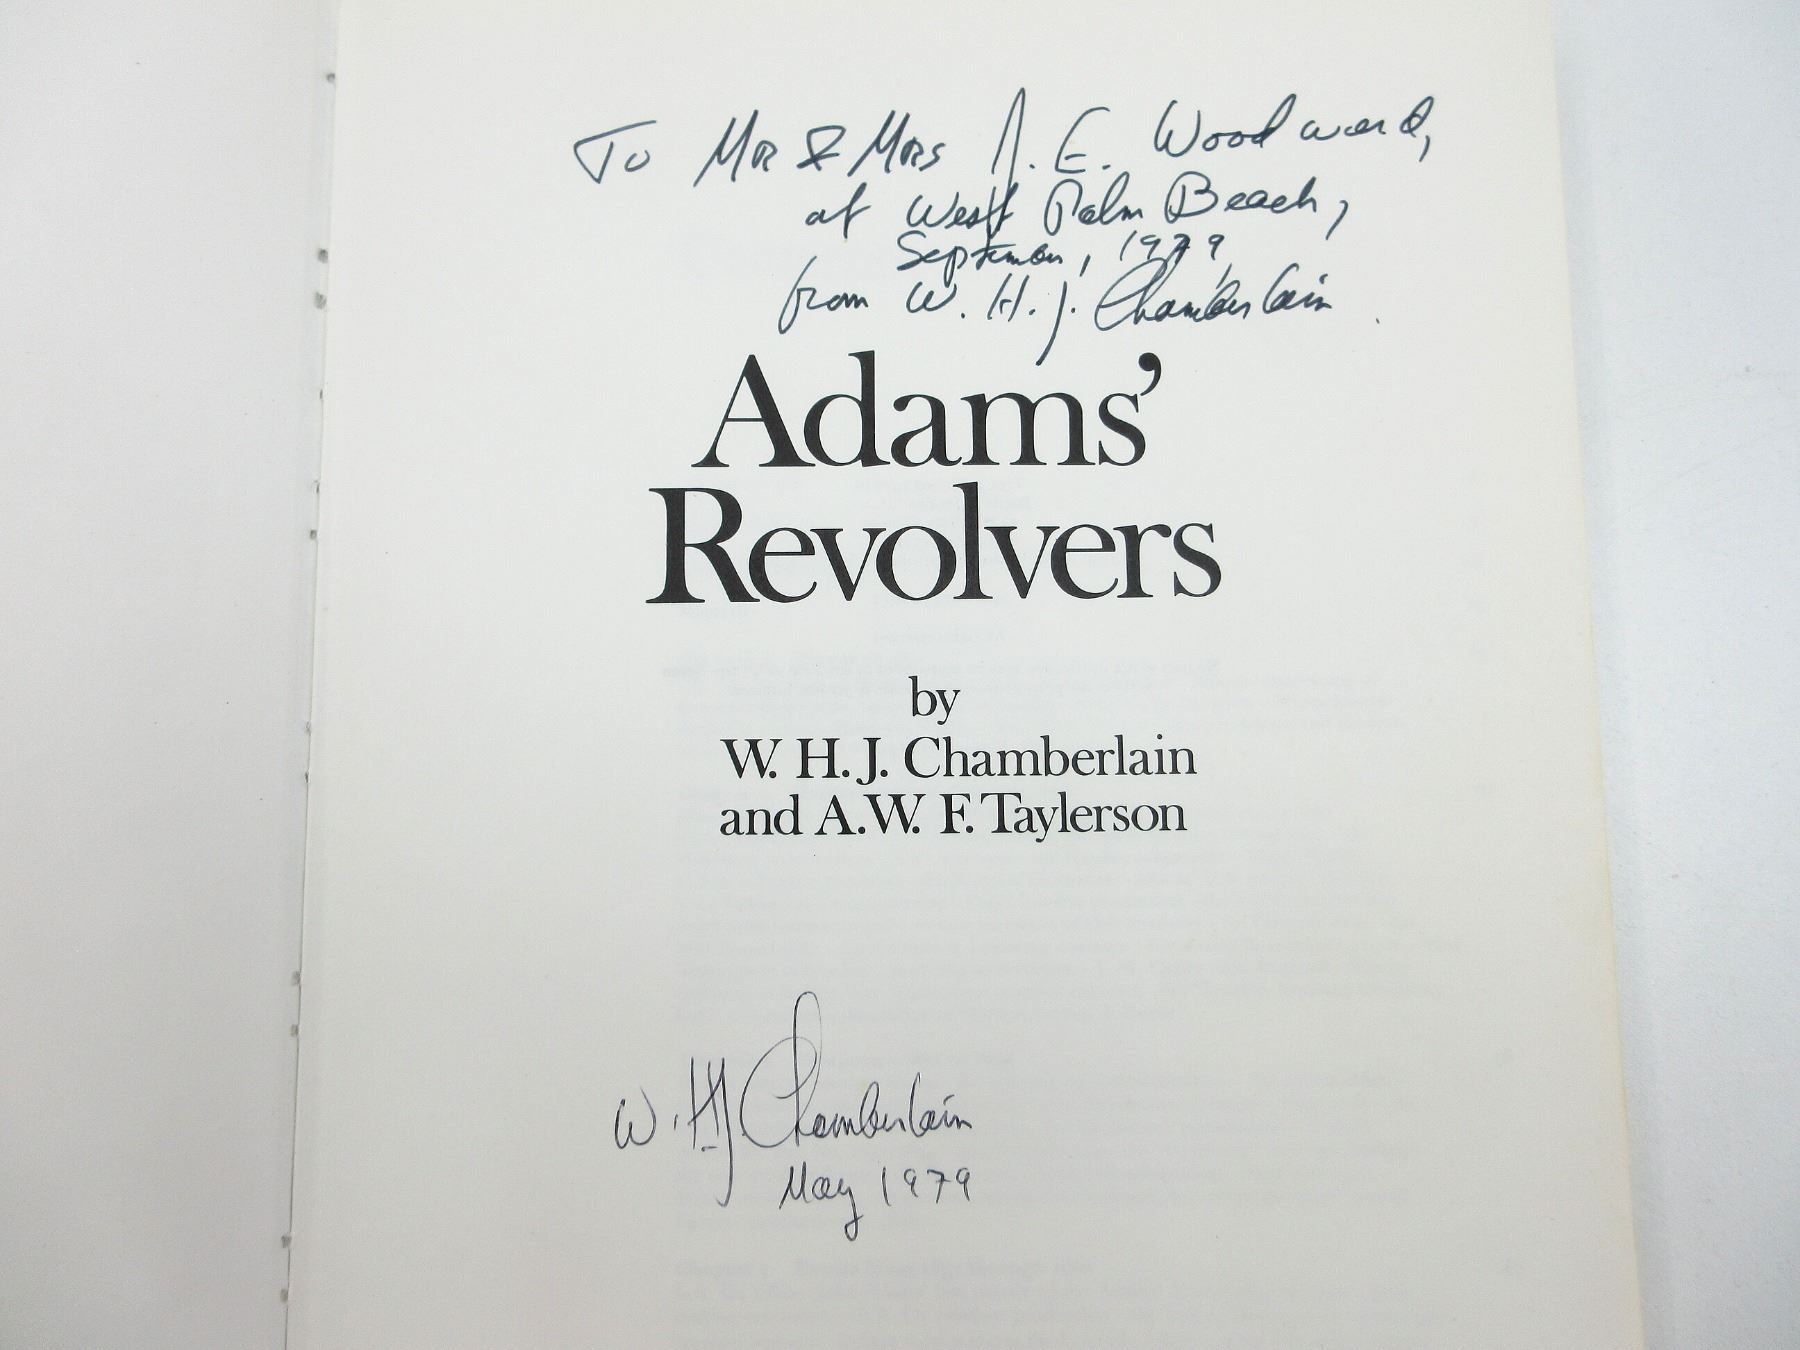 To Mr & Mrs J. E. Woodward,
at West Palm Beach,
September, 1979
from W. H. J. Chamberlain.
Adams'
Revolvers
by
W. H. J. Chamberlain
and A. W. F. Taylerson
W. H J Chamberlain
May 1979